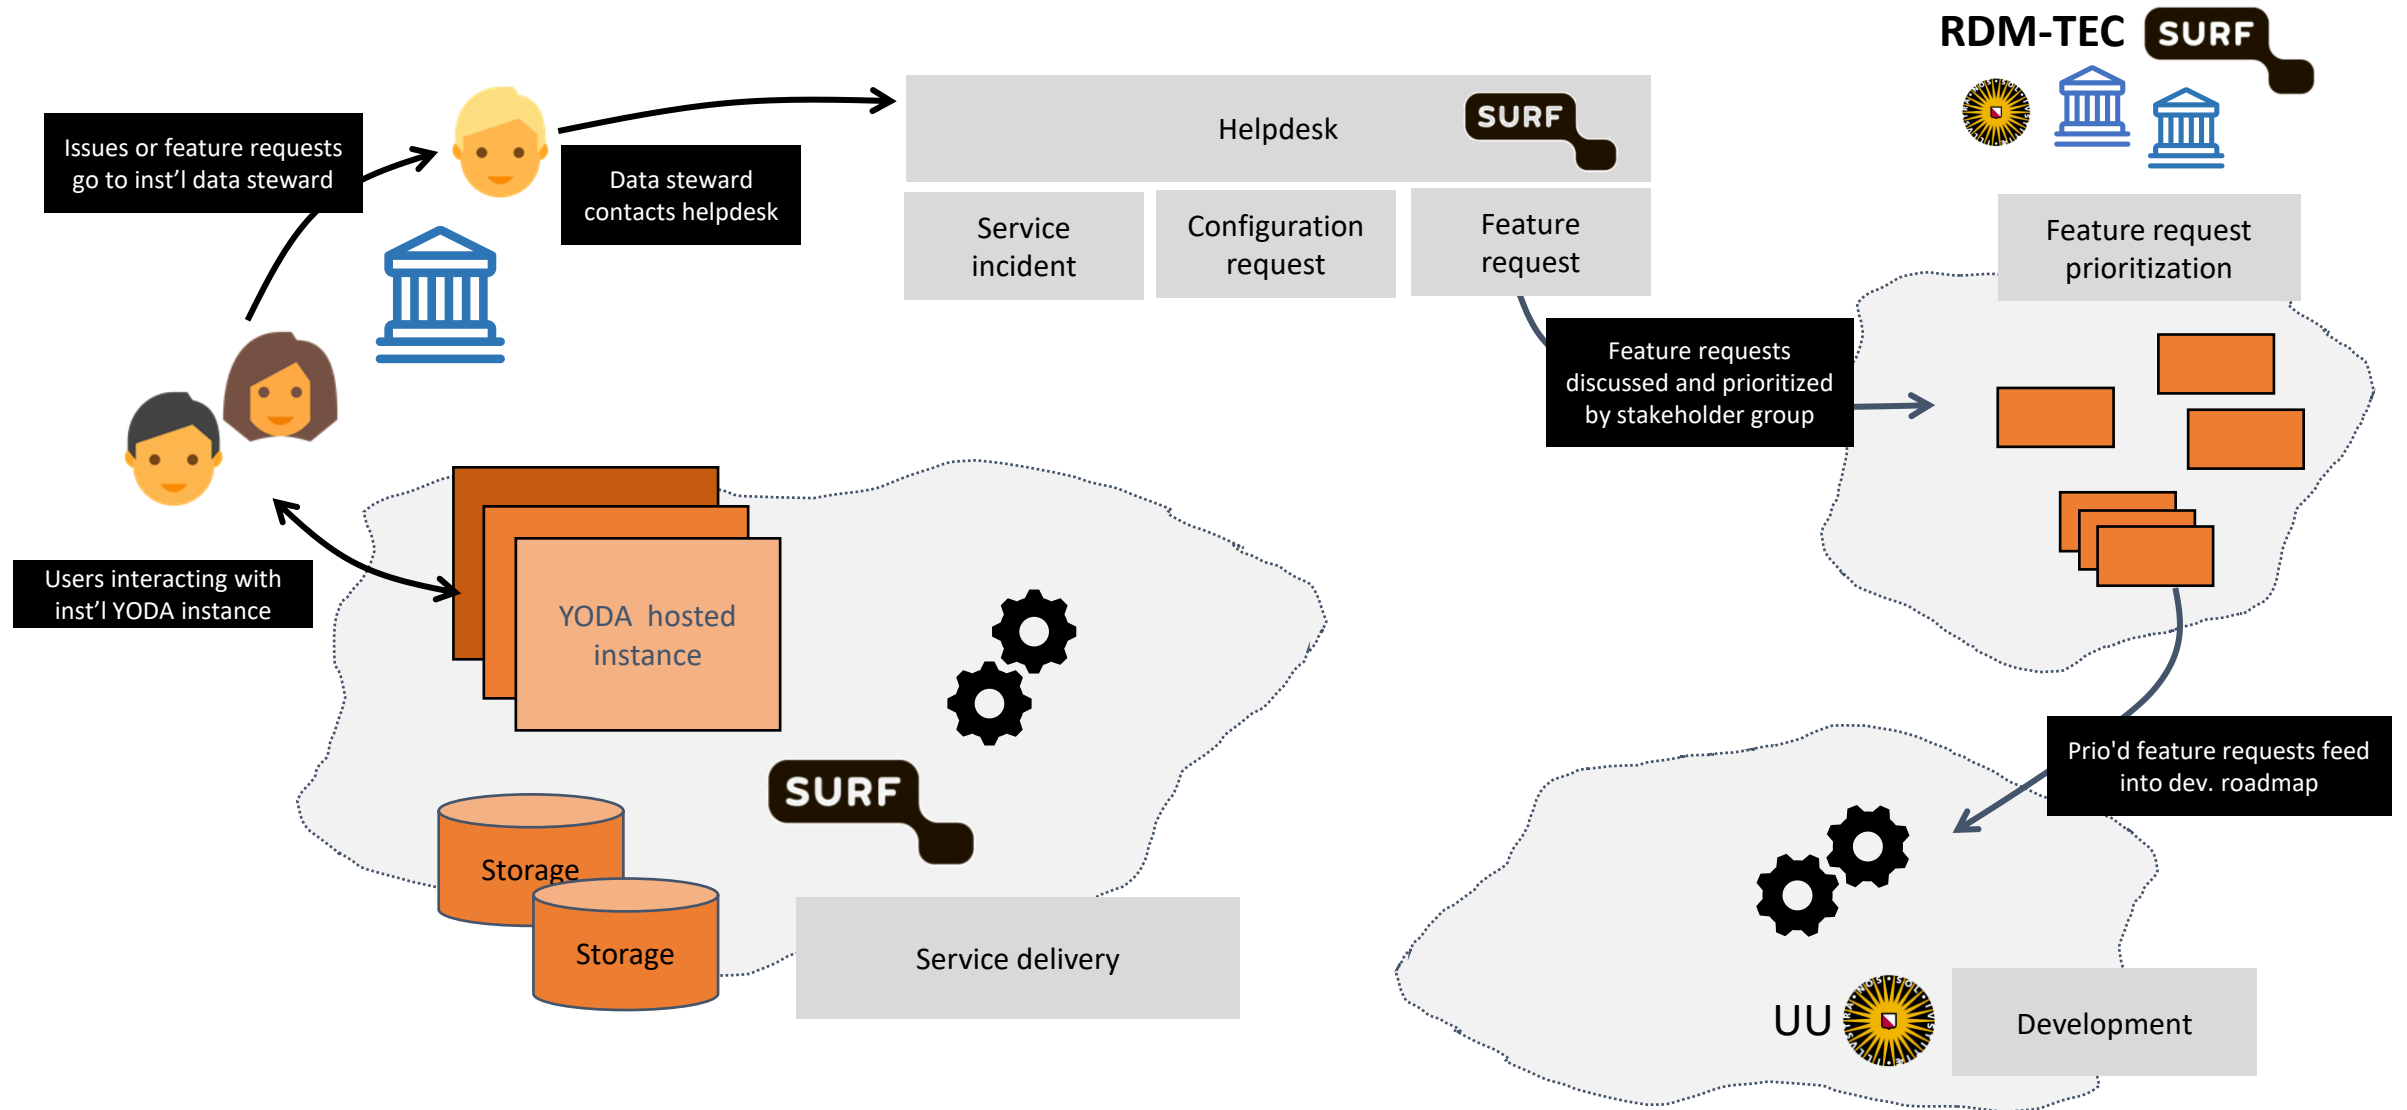 RDM-TEC
SURF
Issues or feature requests
go to inst'l data steward
Data steward
contacts helpdesk
Helpdesk
SURF
Service
incident
Configuration
request
Feature
request
Feature request
prioritization
Feature requests
discussed and prioritized
by stakeholder group
Users interacting with
inst'l YODA instance
YODA hosted
instance
Prio'd feature requests feed
into dev. roadmap
SURF
Storage
Storage
Service delivery
UU
Development